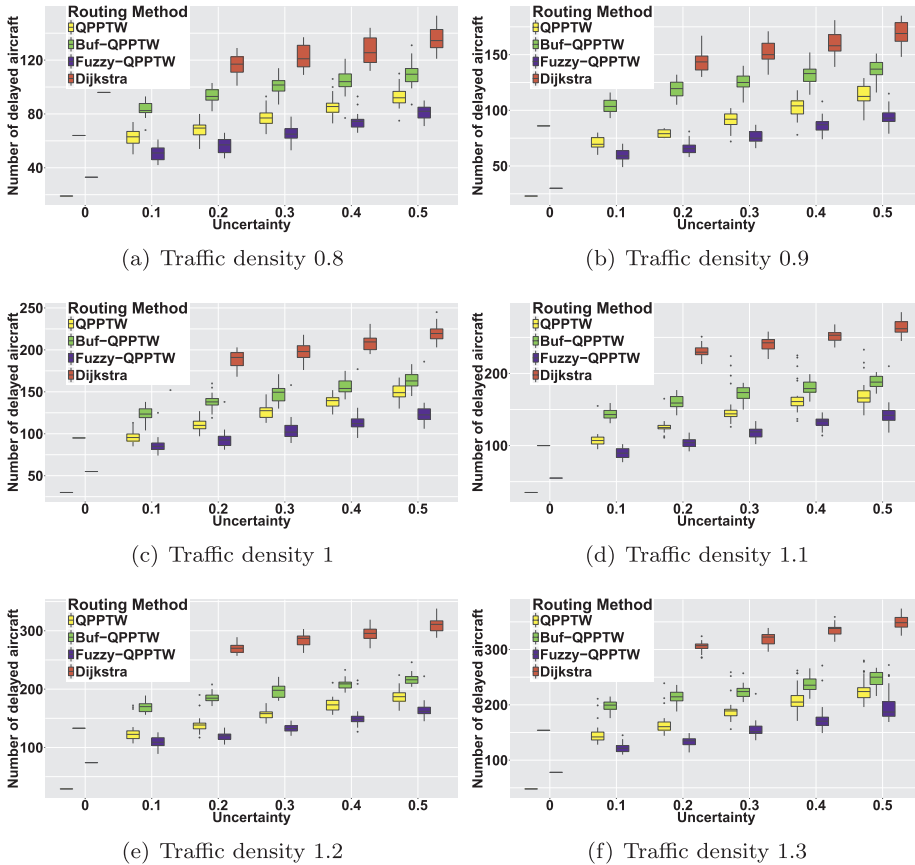 Routing Method
QPPTW
Buf-QPPTW
Fuzzy-QPPTW
Dijkstra
Number of delayed aircraft
120
80
40
0 0.1 0.2 0.3 0.4 0.5
Uncertainty
(a) Traffic density 0.8
Routing Method
QPPTW
Buf-QPPTW
Fuzzy-QPPTW
Dijkstra
Number of delayed aircraft
150
100
50
0 0.1 0.2 0.3 0.4 0.5
Uncertainty
(b) Traffic density 0.9
Routing Method
QPPTW
Buf-QPPTW
Fuzzy-QPPTW
Dijkstra
Number of delayed aircraft
250
200
150
100
50
0 0.1 0.2 0.3 0.4 0.5
Uncertainty
(c) Traffic density 1
Routing Method
QPPTW
Buf-QPPTW
Fuzzy-QPPTW
Dijkstra
Number of delayed aircraft
200
100
0 0.1 0.2 0.3 0.4 0.5
Uncertainty
(d) Traffic density 1.1
Routing Method
QPPTW
Buf-QPPTW
Fuzzy-QPPTW
Dijkstra
Number of delayed aircraft
300
200
100
0 0.1 0.2 0.3 0.4 0.5
Uncertainty
(e) Traffic density 1.2
Routing Method
QPPTW
Buf-QPPTW
Fuzzy-QPPTW
Dijkstra
Number of delayed aircraft
300
200
100
0 0.1 0.2 0.3 0.4 0.5
Uncertainty
(f) Traffic density 1.3